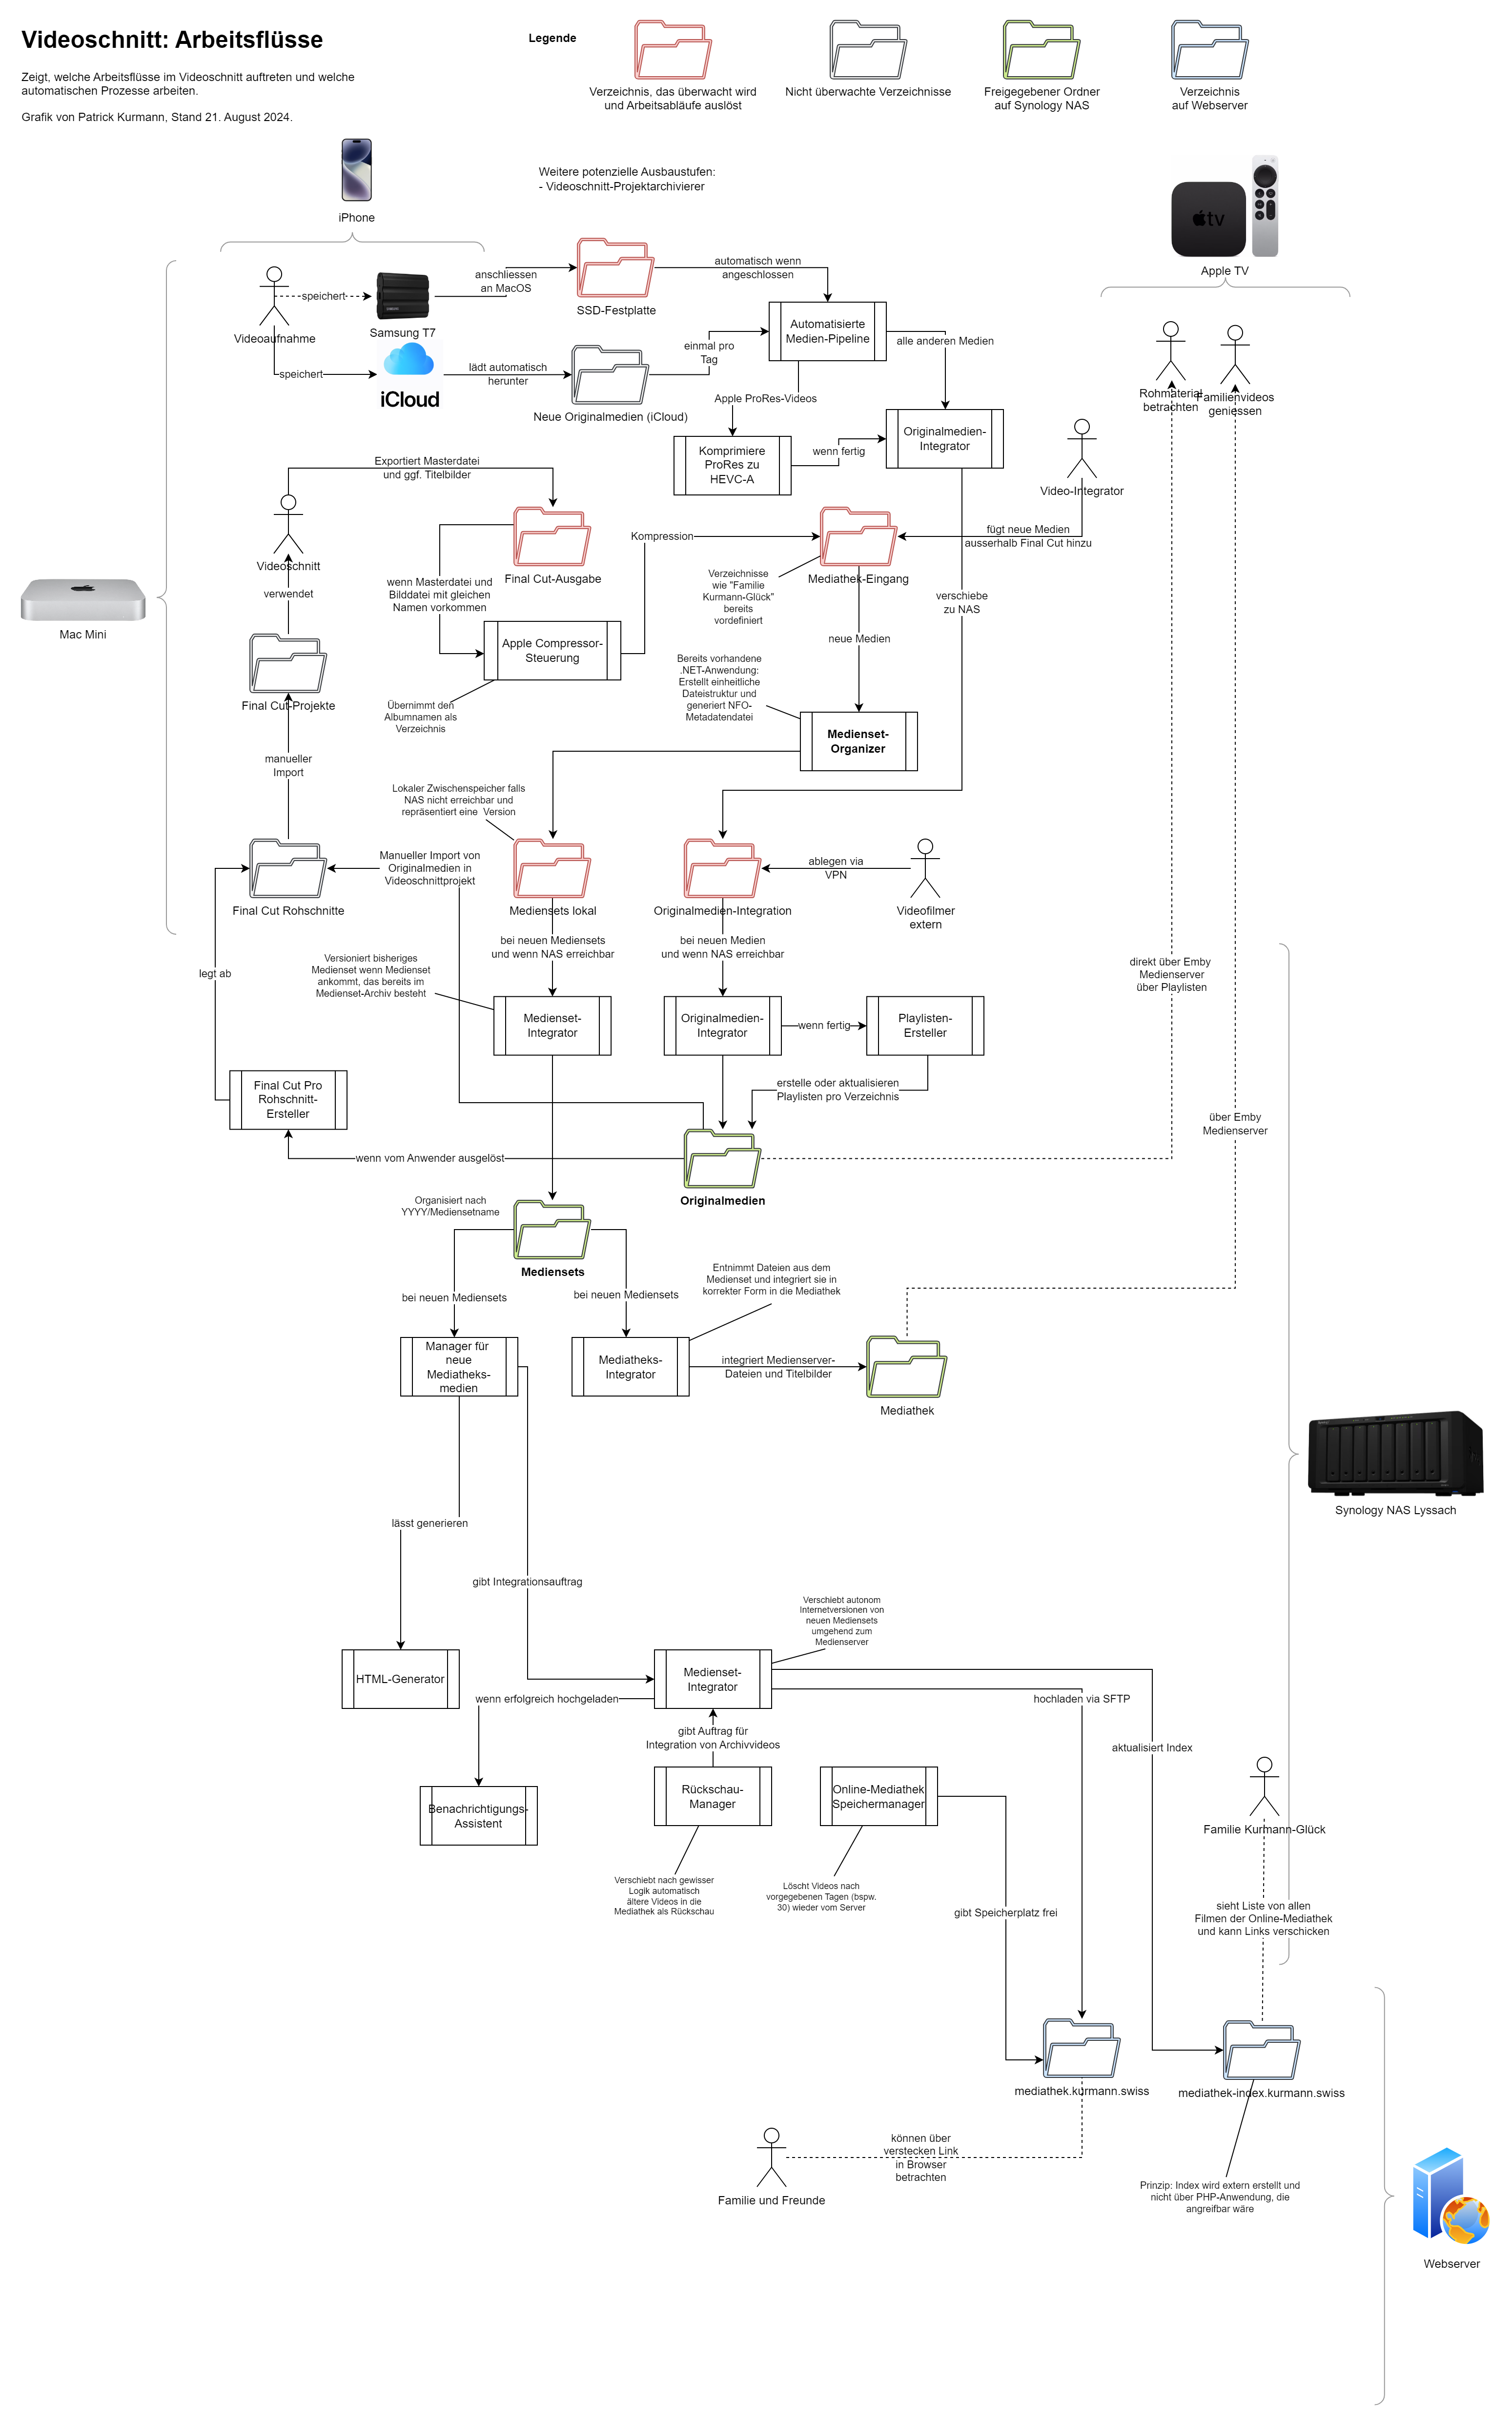 Videoschnitt: Arbeitsflüsse
Zeigt, welche Arbeitsflüsse im Videoschnitt auftreten und welche
automatischen Prozesse arbeiten.
Grafik von Patrick Kurmann, Stand 21. August 2024.
Legende
Verzeichnis, das überwacht wird
und Arbeitsabläufe auslöst
Nicht überwachte Verzeichnisse
Freigegebener Ordner
auf Synology NAS
Verzeichnis
auf Webserver
iPhone
Weitere potenzielle Ausbaustufen:
- Videoschnitt-Projektarchivierer
tv
Apple TV
Videoaufnahme
speichert
Samsung T7
anschliessen
an MacOS
SSD-Festplatte
automatisch wenn
angeschlossen
speichert
iCloud
lädt automatisch
herunter
Neue Originalmedien (iCloud)
einmal pro
Tag
Automatisierte
Medien-Pipeline
alle anderen Medien
Apple ProRes-Videos
Komprimiere
ProRes zu
HEVC-A
wenn fertig
Originalmedien-
Integrator
Rohmaterial
betrachten
Familienvideos
geniessen
Video-Integrator
Exportiert Masterdatei
und ggf. Titelbilder
Videoschnitt
verwendet
Mac Mini
Final Cut-Projekte
manueller
Import
Final Cut-Ausgabe
wenn Masterdatei und
Bilddatei mit gleichen
Namen vorkommen
Apple Compressor-
Steuerung
Übernimmt den
Albumnamen als
Verzeichnis
Kompression
Mediathek-Eingang
Verzeichnisse
wie "Familie
Kurmann-Glück"
bereits
vordefiniert
fügt neue Medien
ausserhalb Final Cut hinzu
verschiebe
zu NAS
neue Medien
Bereits vorhandene
.NET-Anwendung:
Erstellt einheitliche
Dateistruktur und
generiert NFO-
Metadatendatei
Medienset-
Organizer
Lokaler Zwischenspeicher falls
NAS nicht erreichbar und
repräsentiert eine  Version
Final Cut Rohschnitte
Manueller Import von
Originalmedien in
Videoschnittprojekt
Mediensets lokal
Originalmedien-Integration
ablegen via
VPN
Videofilmer
extern
bei neuen Mediensets
und wenn NAS erreichbar
bei neuen Medien
und wenn NAS erreichbar
legt ab
Versioniert bisheriges
Medienset wenn Medienset
ankommt, das bereits im
Medienset-Archiv besteht
direkt über Emby
Medienserver
über Playlisten
Medienset-
Integrator
Originalmedien-
Integrator
wenn fertig
Playlisten-
Ersteller
Final Cut Pro
Rohschnitt-
Ersteller
erstelle oder aktualisieren
Playlisten pro Verzeichnis
über Emby
Medienserver
wenn vom Anwender ausgelöst
Originalmedien
Organisiert nach
YYYY/Mediensetname
Mediensets
bei neuen Mediensets
bei neuen Mediensets
Entnimmt Dateien aus dem
Medienset und integriert sie in
korrekter Form in die Mediathek
Manager für
neue
Mediatheks-
medien
Mediatheks-
Integrator
integriert Medienserver-
Dateien und Titelbilder
Mediathek
Synology NAS Lyssach
lässt generieren
gibt Integrationsauftrag
Verschiebt autonom
Internetversionen von
neuen Mediensets
umgehend zum
Medienserver
HTML-Generator
Medienset-
Integrator
wenn erfolgreich hochgeladen
hochladen via SFTP
gibt Auftrag für
Integration von Archivvideos
aktualisiert Index
Benachrichtigungs-
Assistent
Rückschau-
Manager
Online-Mediathek
Speichermanager
Familie Kurmann-Glück
Verschiebt nach gewisser
Logik automatisch
ältere Videos in die
Mediathek als Rückschau
Löscht Videos nach
vorgegebenen Tagen (bspw.
30) wieder vom Server
gibt Speicherplatz frei
sieht Liste von allen
Filmen der Online-Mediathek
und kann Links verschicken
mediathek.kurmann.swiss
mediathek-index.kurmann.swiss
können über
verstecken Link
in Browser
betrachten
Familie und Freunde
Prinzip: Index wird extern erstellt und
nicht über PHP-Anwendung, die
angreifbar wäre
Webserver